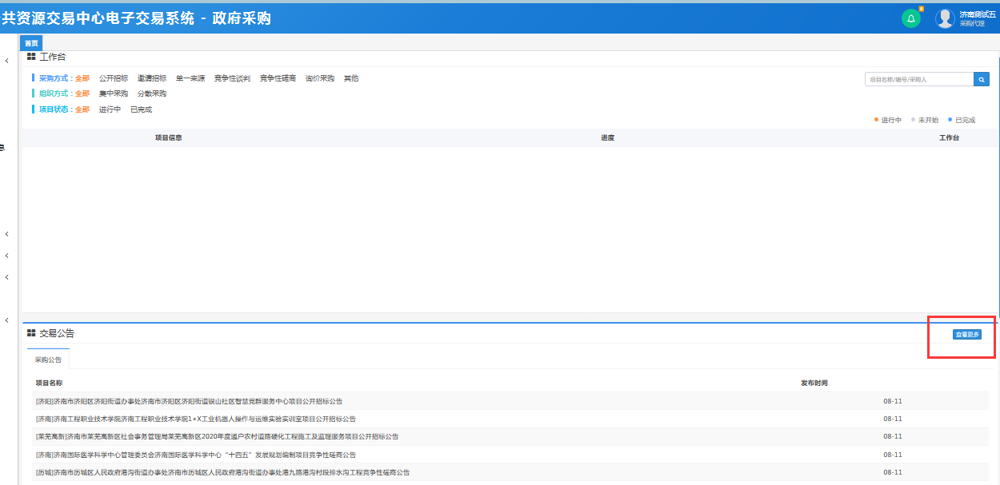 共资源交易中心电子交易系统 - 政府采购
0
济南测试五
采购代理
首页
工作台
采购方式：全部 公开招标 邀请招标 单一来源 竞争性谈判 竞争性磋商 询价采购 其他
项目名称/编号/采购人
组织方式：全部 集中采购 分散采购
项目状态：全部 进行中 已完成
进行中 未开始 已完成
项目信息 进度 工作台
交易公告
查看更多
采购公告
项目名称 发布时间
[济阳]济南市济阳区济阳街道办事处济南市济阳区济阳街道银山社区智慧党群服务中心项目公开招标公告 08-11
[济南]济南工程职业技术学院济南工程职业技术学院1+X工业机器人操作与运维实验实训室项目公开招标公告 08-11
[莱芜高新]济南市莱芜高新区社会事务管理局莱芜高新区2020年度通户农村道路硬化工程施工及监理服务项目公开招标公告 08-11
[济南]济南国际医学科学中心管理委员会济南国际医学科学中心“十四五”发展规划编制项目竞争性磋商公告 08-11
[历城]济南市历城区人民政府港沟街道办事处济南市历城区人民政府港沟街道办事处港九路港沟村段排水沟工程竞争性磋商公告 08-11